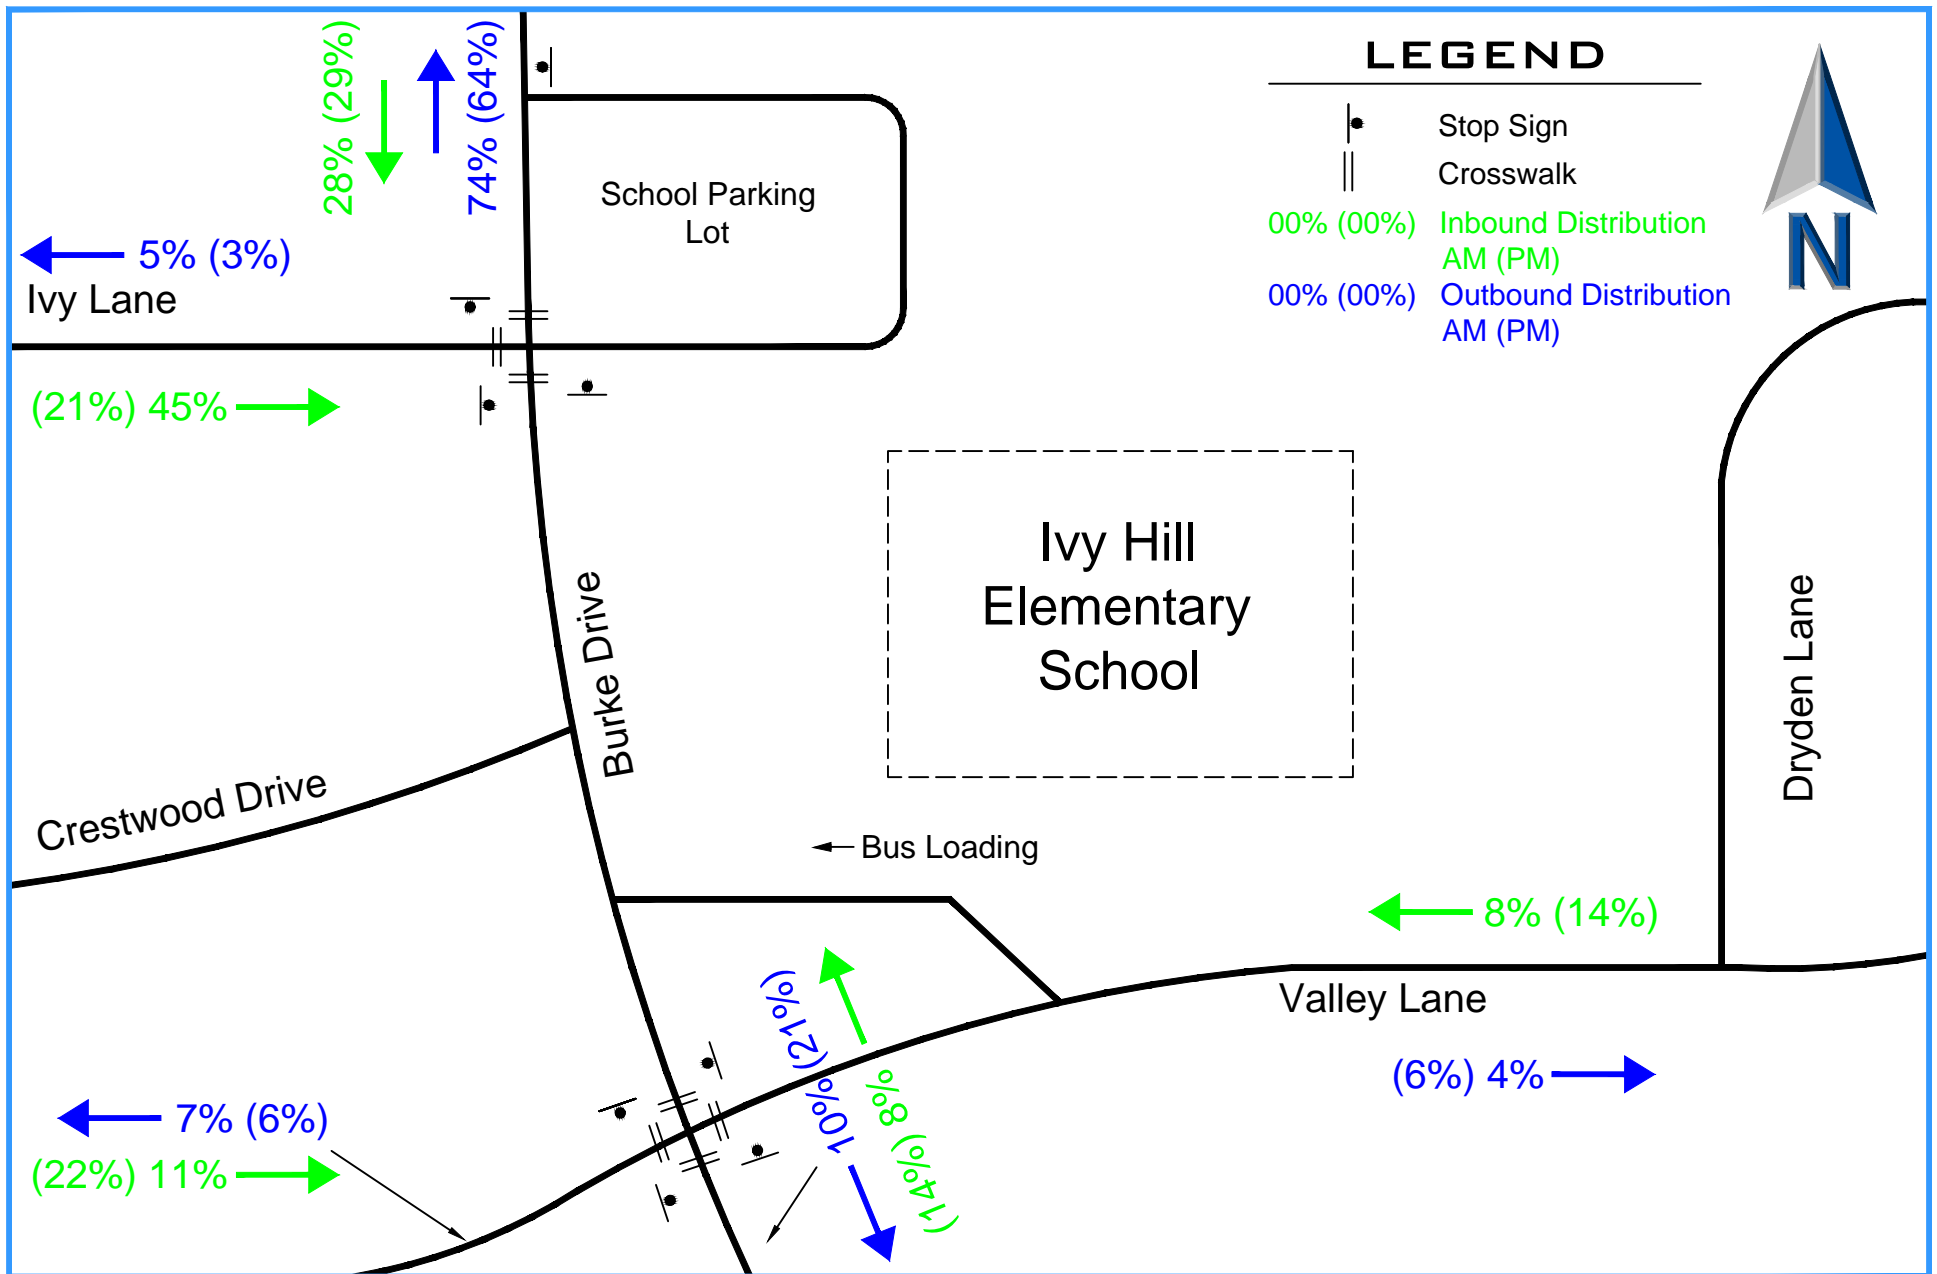 28% (29%)
74% (64%)
LEGEND
Stop Sign
Crosswalk
00% (00%) Inbound Distribution
AM (PM)
00% (00%) Outbound Distribution
AM (PM)
N
School Parking
Lot
5% (3%)
Ivy Lane
(21%) 45%
Ivy Hill
Elementary
School
Burke Drive
Dryden Lane
Crestwood Drive
Bus Loading
8% (14%)
Valley Lane
(6%) 4%
10% (21%)
(14%) 8%
7% (6%)
(22%) 11%